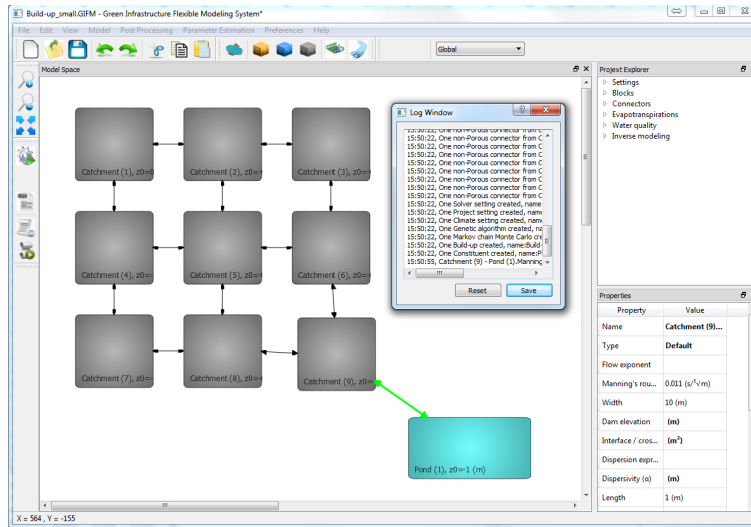 Build-up_small.GIFM - Green Infrastructure Flexible Modeling System*
File Edit View Model Post Processing Parameter Estimation Preferences Help
Global
Model Space
Catchment (1), z0=0
Catchment (2), z0=
Catchment (3), z0=
Catchment (4), z0=
Catchment (5), z0=
Catchment (6), z0=
Catchment (7), z0=
Catchment (8), z0=
Catchment (9), z0=
Pond (1), z0=-1 (m)
Log Window
15:50:22, One non-Porous connector from C
15:50:22, One non-Porous connector from C
15:50:22, One non-Porous connector from C
15:50:22, One non-Porous connector from C
15:50:22, One non-Porous connector from C
15:50:22, One non-Porous connector from C
15:50:22, One non-Porous connector from C
15:50:22, One non-Porous connector from C
15:50:22, One non-Porous connector from C
15:50:22, One Solver setting created, name
15:50:22, One Project setting created, name
15:50:22, One Climate setting created, name
15:50:22, One Genetic algorithm created, na
15:50:22, One Markov chain Monte Carlo cre
15:50:22, One Build-up created, name:Build-
15:50:22, One Constituent created, name:P
15:50:55, Catchment (9) - Pond (1).Manning
Reset
Save
Projext Explorer
Settings
Blocks
Connectors
Evapotranspirations
Water quality
Inverse modeling
Properties
Property Value
Name Catchment (9)...
Type Default
Flow exponent
Manning's rou... 0.011 (s/³√m)
Width 10 (m)
Dam elevation (m)
Interface / cros... (m²)
Dispersion expr...
Dispersivity (α) (m)
Length 1 (m)
X = 564 , Y = -155